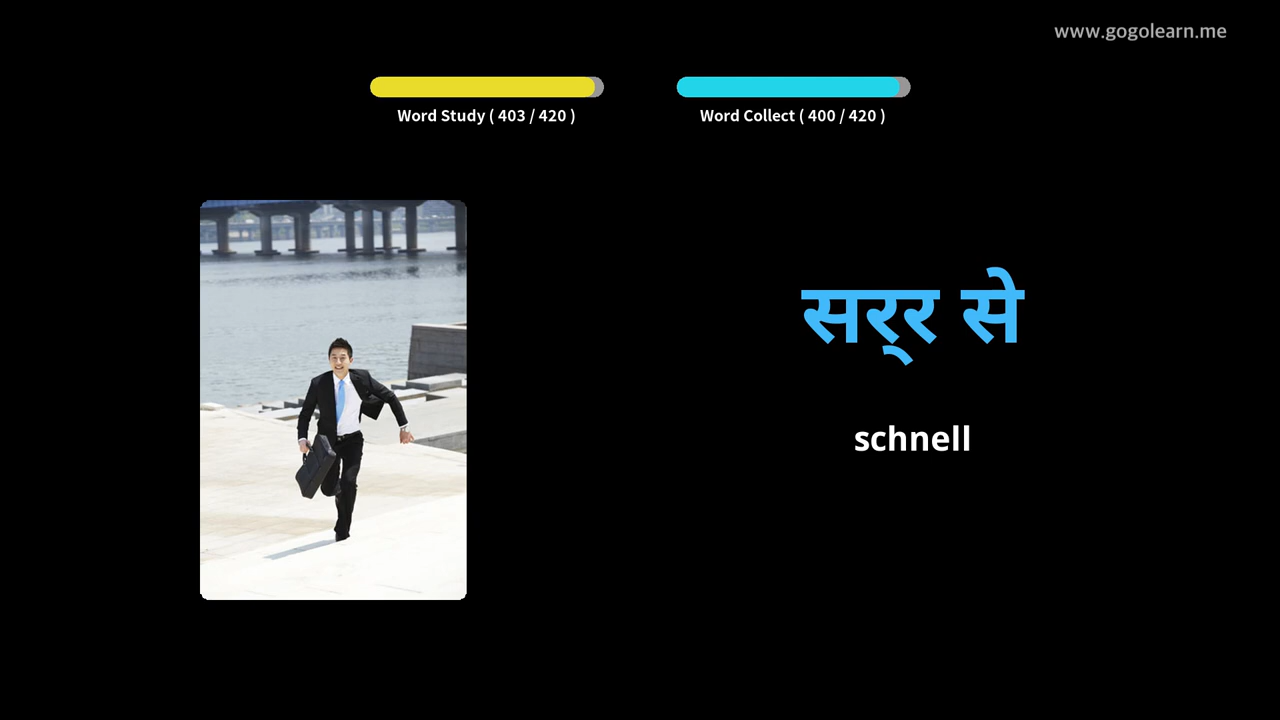 www.gogolearn.me
Word Study ( 403 / 420 )
Word Collect ( 400 / 420 )
सर्‌र से
schnell